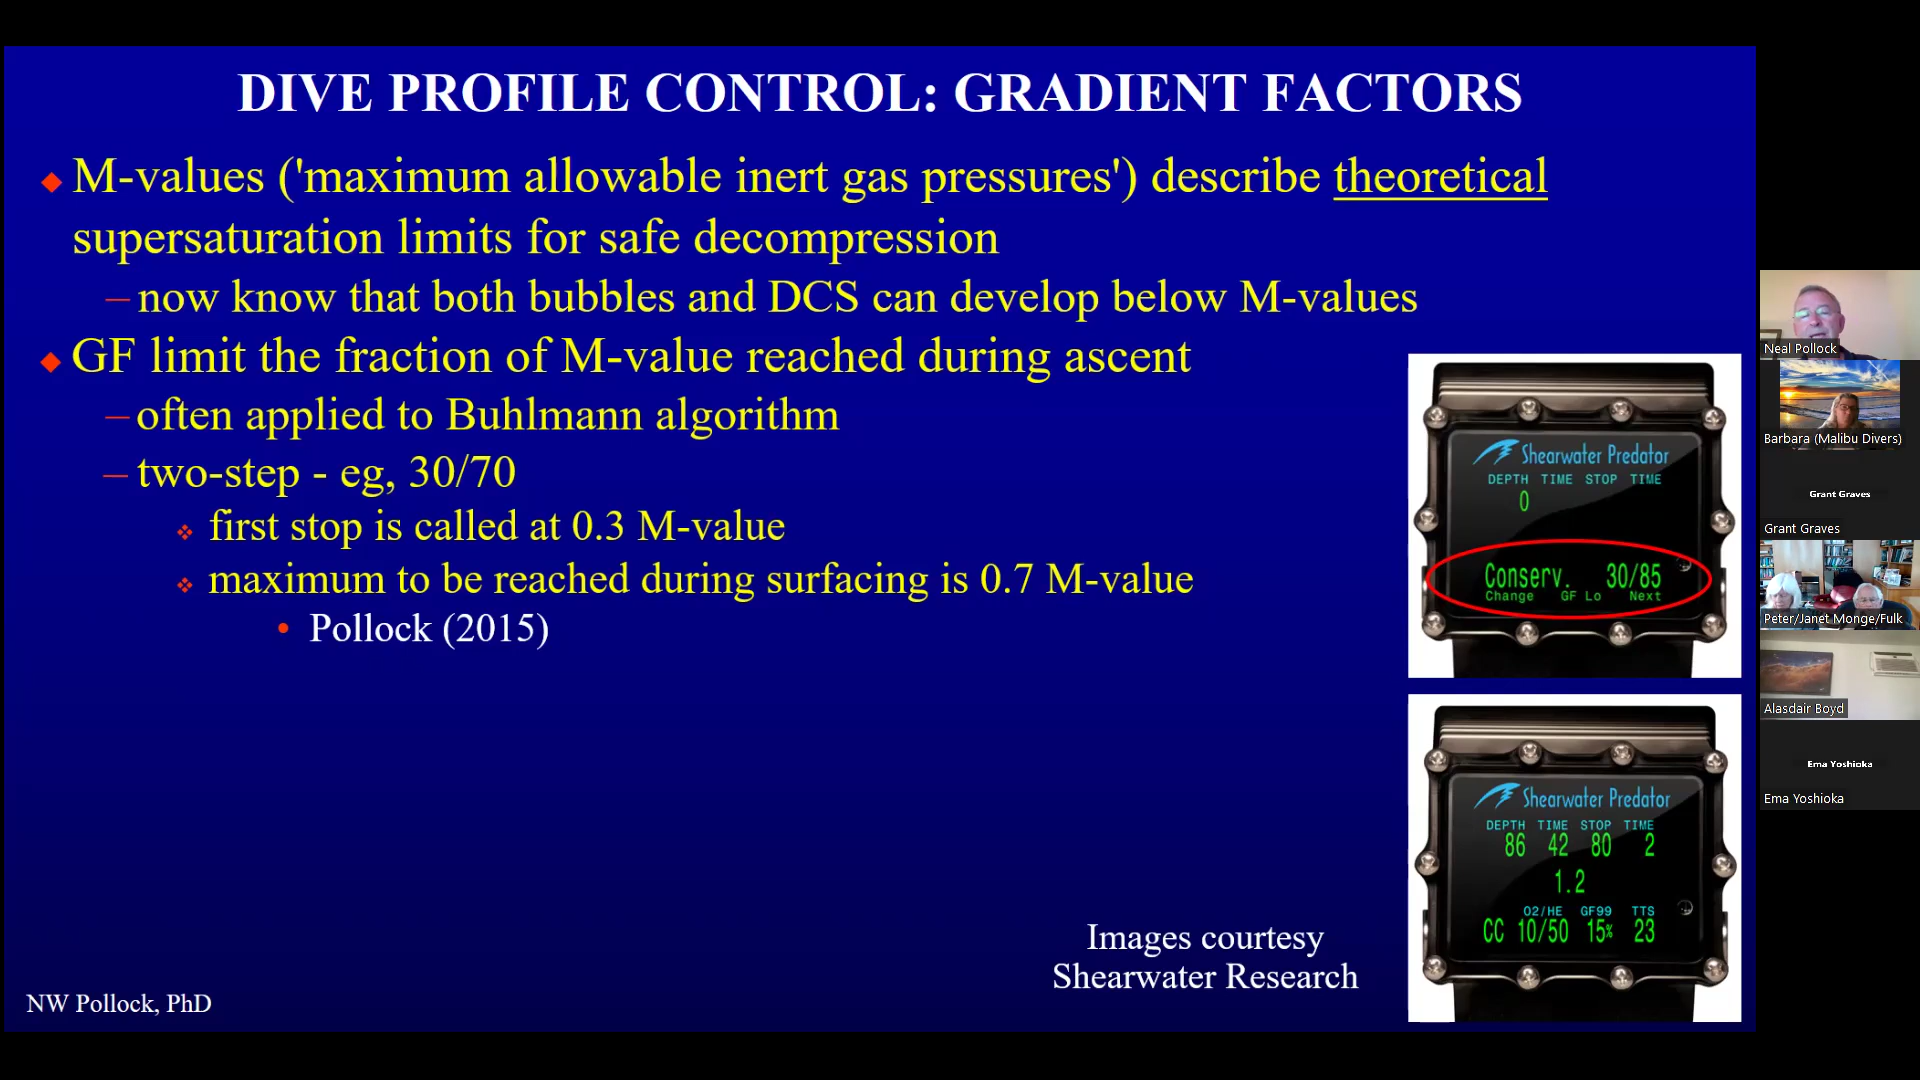 DIVE PROFILE CONTROL: GRADIENT FACTORS
M-values ('maximum allowable inert gas pressures') describe theoretical
supersaturation limits for safe decompression
– now know that both bubbles and DCS can develop below M-values
GF limit the fraction of M-value reached during ascent
– often applied to Buhlmann algorithm
– two-step - eg, 30/70
first stop is called at 0.3 M-value
maximum to be reached during surfacing is 0.7 M-value
• Pollock (2015)
Shearwater Predator
DEPTH TIME STOP TIME
0
Conserv. 30/85
Change GF Lo Next
Shearwater Predator
DEPTH TIME STOP TIME
86 42 80 2
1.2
O2/HE GF99 TTS
CC 10/50 15% 23
Images courtesy
Shearwater Research
NW Pollock, PhD
Neal Pollock
Barbara (Malibu Divers)
Grant Graves
Grant Graves
Peter/Janet Monge/Fulk
Alasdair Boyd
Ema Yoshioka
Ema Yoshioka